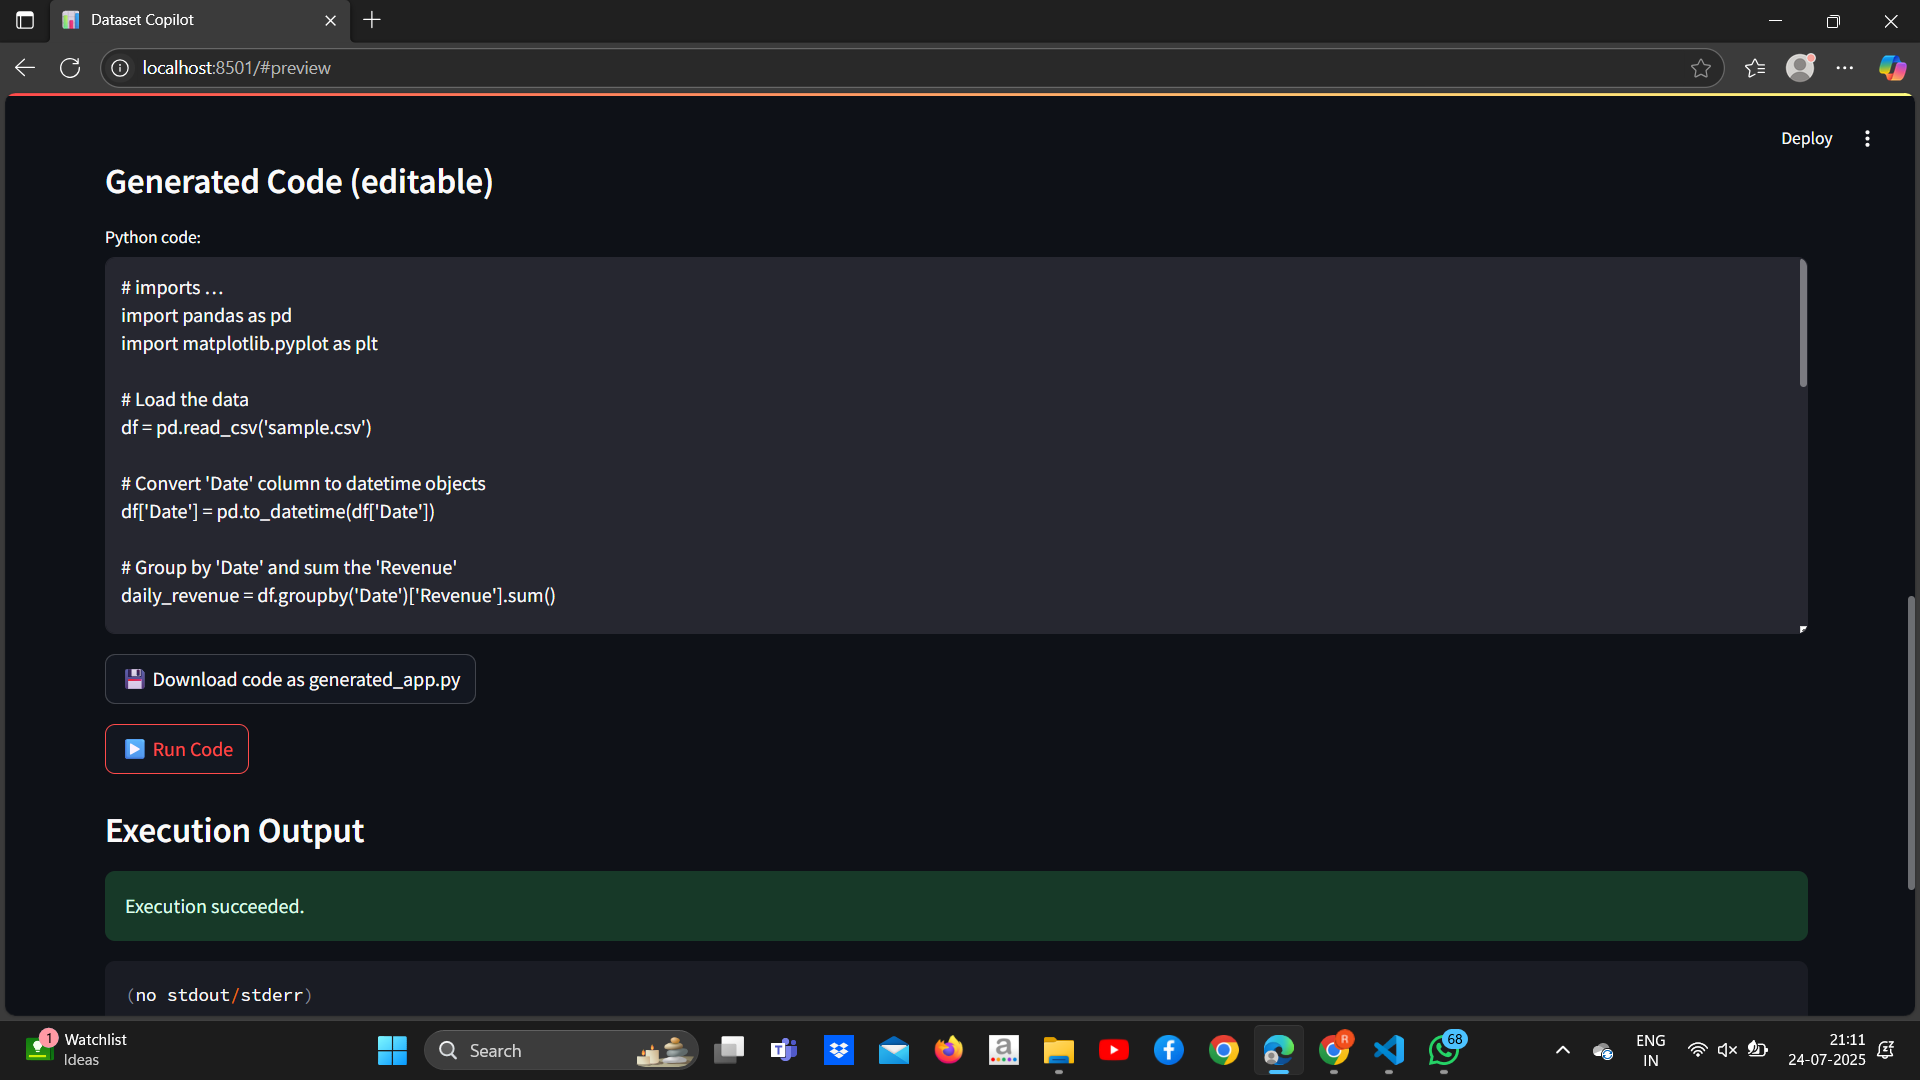 Dataset Copilot
localhost:8501/#preview
Deploy
Generated Code (editable)
Python code:
# imports …
import pandas as pd
import matplotlib.pyplot as plt
# Load the data
df = pd.read_csv('sample.csv')
# Convert 'Date' column to datetime objects
df['Date'] = pd.to_datetime(df['Date'])
# Group by 'Date' and sum the 'Revenue'
daily_revenue = df.groupby('Date')['Revenue'].sum()
Download code as generated_app.py
Run Code
Execution Output
Execution succeeded.
(no stdout/stderr)
1
Watchlist
Ideas
Search
T
a
R
68
ENG
IN
21:11
24-07-2025